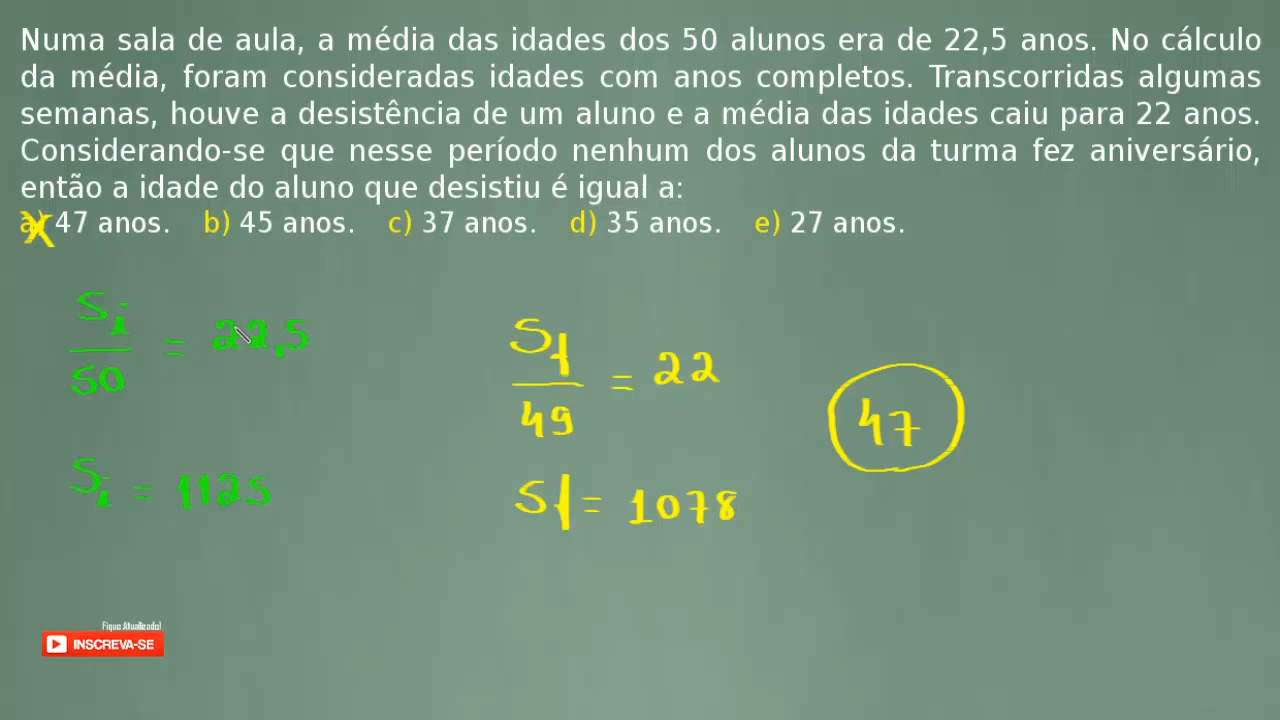 Numa sala de aula, a média das idades dos 50 alunos era de 22,5 anos. No cálculo
da média, foram consideradas idades com anos completos. Transcorridas algumas
semanas, houve a desistência de um aluno e a média das idades caiu para 22 anos.
Considerando-se que nesse período nenhum dos alunos da turma fez aniversário,
então a idade do aluno que desistiu é igual a:
a) 47 anos. b) 45 anos. c) 37 anos. d) 35 anos. e) 27 anos.
Si
50
= 22,5
Si = 1125
Sf
49
= 22
Sf = 1078
47
Fique Atualizado!
INSCREVA-SE